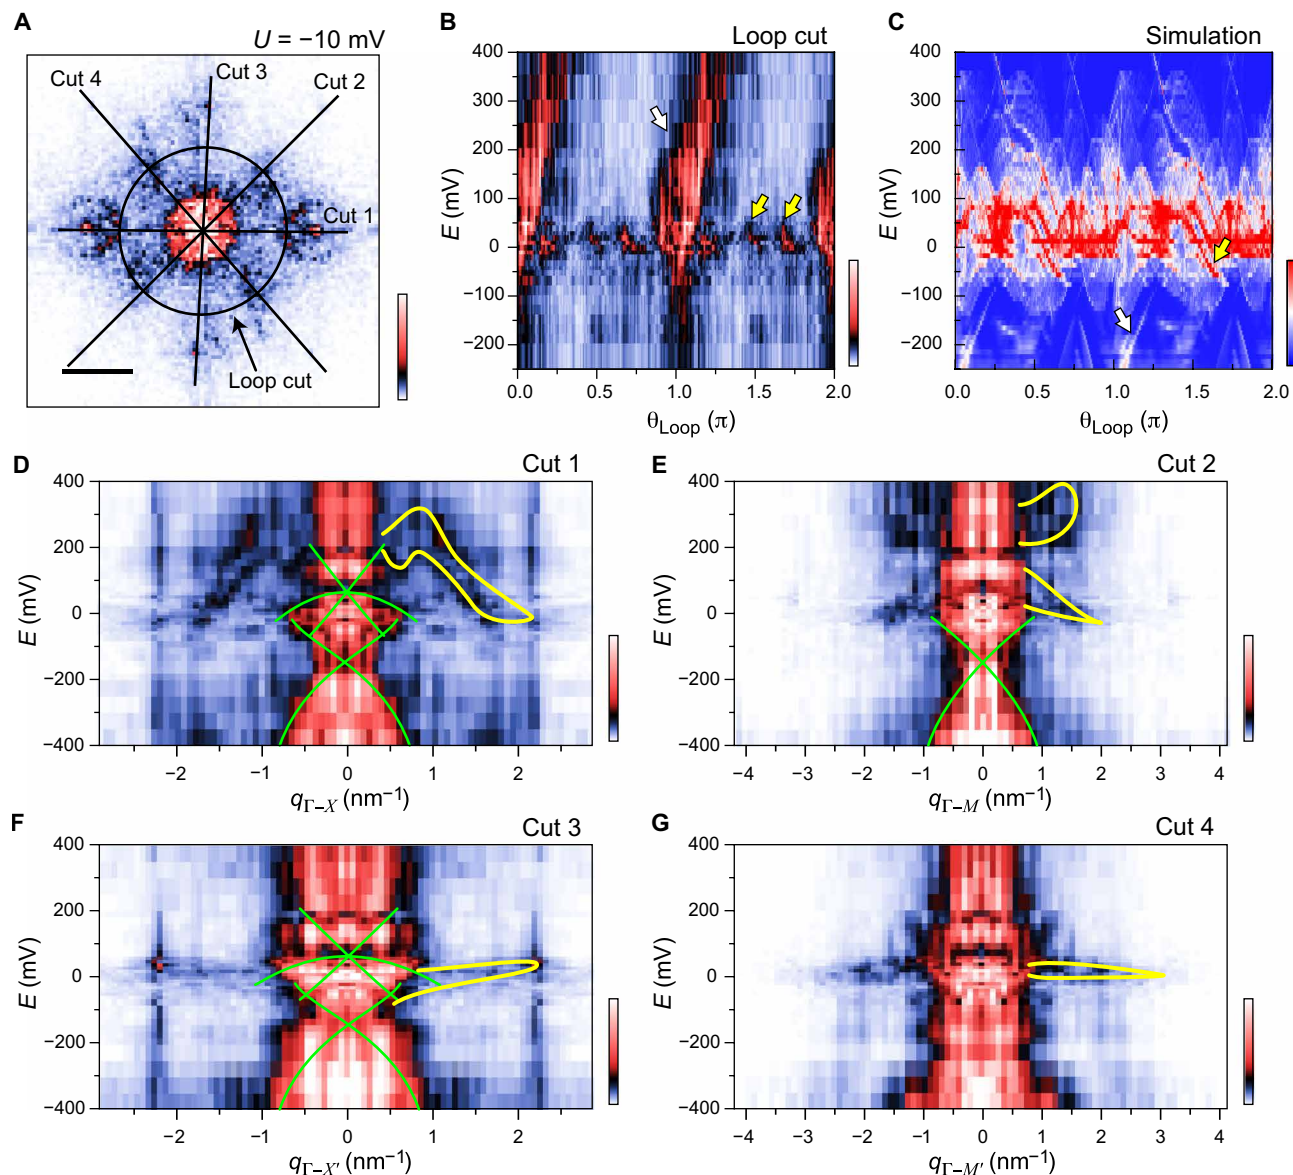 A
U = −10 mV
Cut 4
Cut 3
Cut 2
Cut 1
Loop cut
B
Loop cut
400
300
200
100
0
−100
−200
E (mV)
0.0 0.5 1.0 1.5 2.0
θLoop (π)
C
Simulation
400
300
200
100
0
−100
−200
E (mV)
0.0 0.5 1.0 1.5 2.0
θLoop (π)
D
Cut 1
400
200
0
−200
−400
E (mV)
−2 −1 0 1 2
qΓ−X (nm⁻¹)
E
Cut 2
400
200
0
−200
−400
E (mV)
−4 −3 −2 −1 0 1 2 3 4
qΓ−M (nm⁻¹)
F
Cut 3
400
200
0
−200
−400
E (mV)
−2 −1 0 1 2
qΓ−X′ (nm⁻¹)
G
Cut 4
400
200
0
−200
−400
E (mV)
−4 −3 −2 −1 0 1 2 3 4
qΓ−M′ (nm⁻¹)